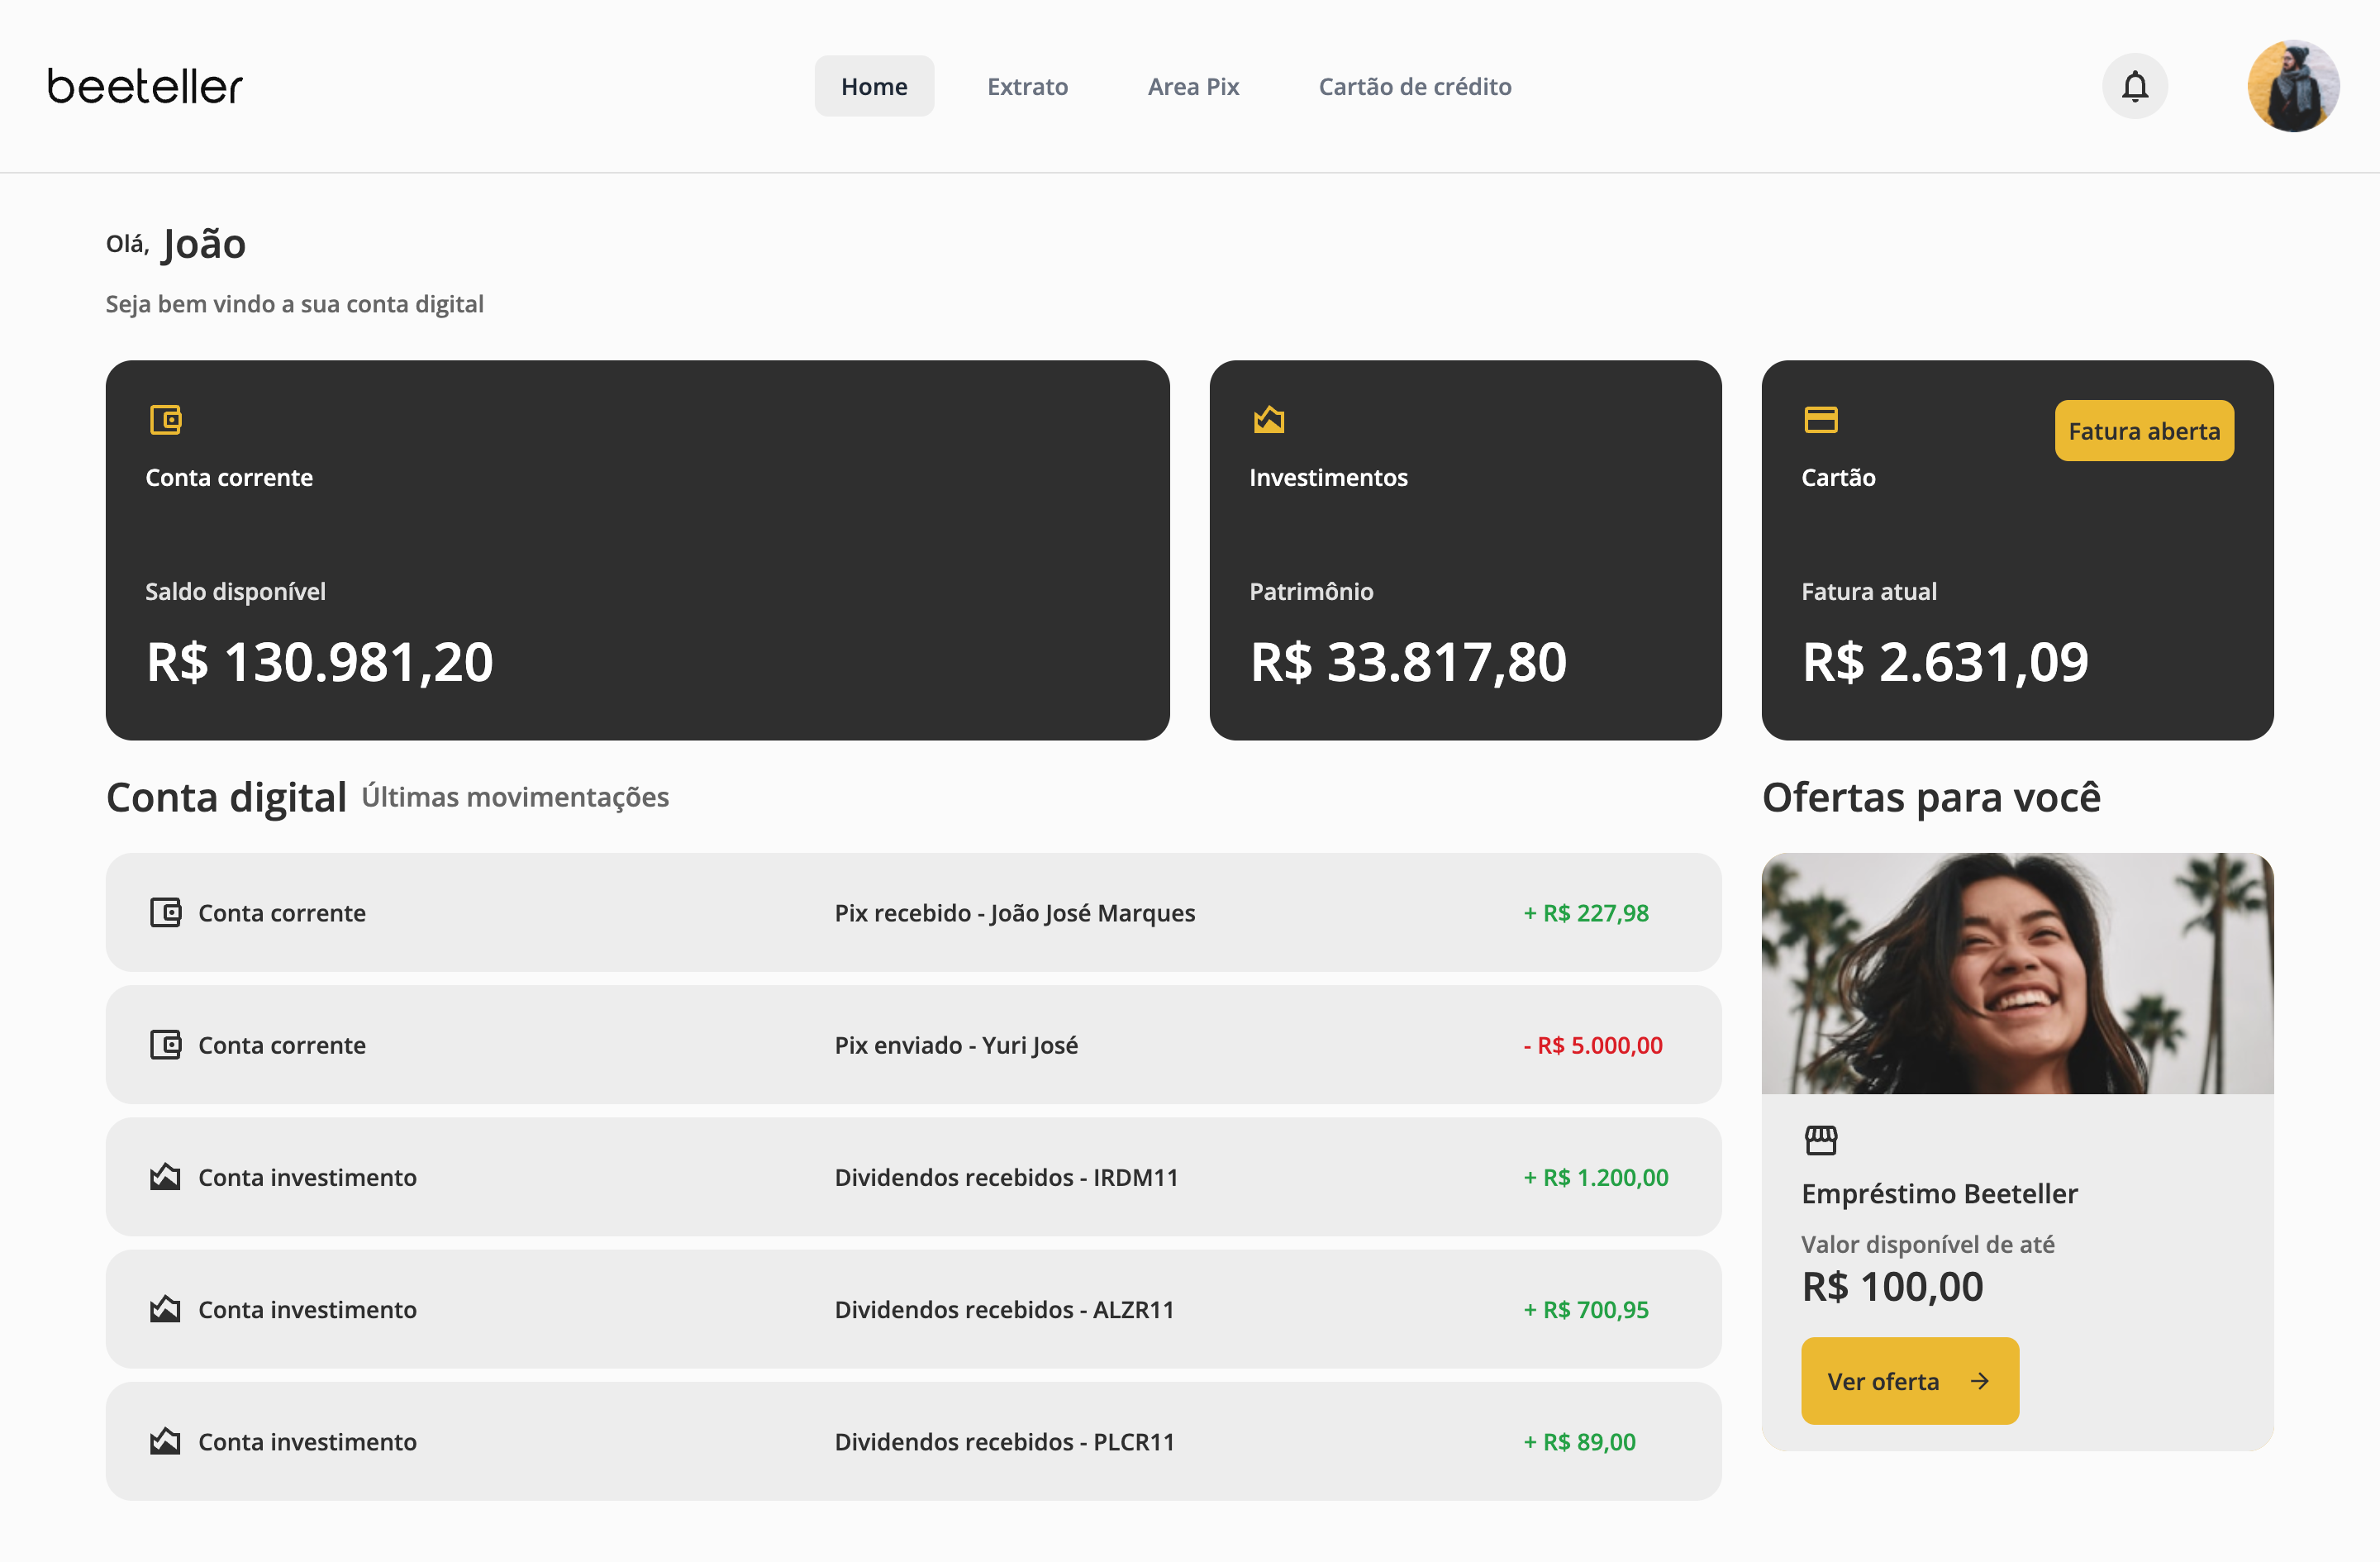 beeteller
Home
Extrato
Area Pix
Cartão de crédito
Olá, João
Seja bem vindo a sua conta digital
Conta corrente
Saldo disponível
R$ 130.981,20
Investimentos
Patrimônio
R$ 33.817,80
Fatura aberta
Cartão
Fatura atual
R$ 2.631,09
Conta digital Últimas movimentações
Conta corrente Pix recebido - João José Marques + R$ 227,98
Conta corrente Pix enviado - Yuri José - R$ 5.000,00
Conta investimento Dividendos recebidos - IRDM11 + R$ 1.200,00
Conta investimento Dividendos recebidos - ALZR11 + R$ 700,95
Conta investimento Dividendos recebidos - PLCR11 + R$ 89,00
Ofertas para você
Empréstimo Beeteller
Valor disponível de até
R$ 100,00
Ver oferta